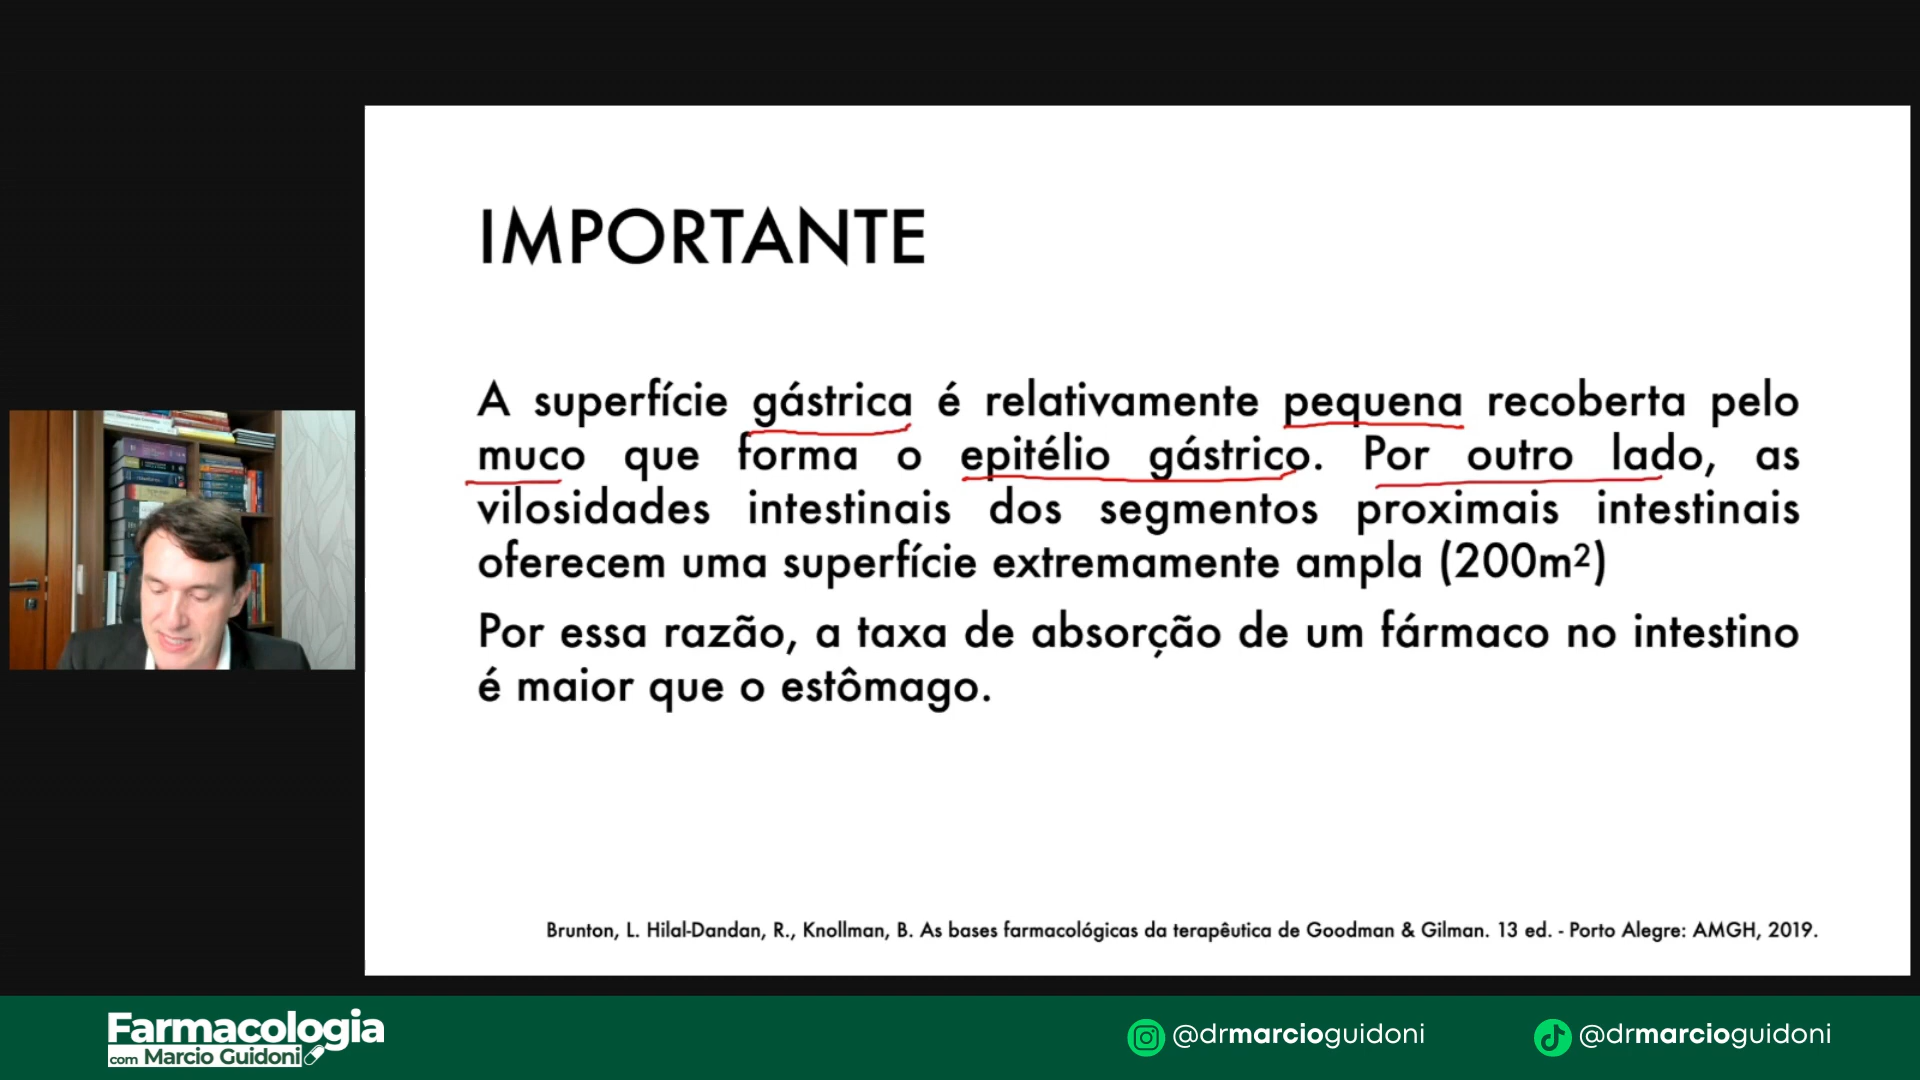 IMPORTANTE
A superfície gástrica é relativamente pequena recoberta pelo
muco que forma o epitélio gástrico. Por outro lado, as
vilosidades intestinais dos segmentos proximais intestinais
oferecem uma superfície extremamente ampla (200m²)
Por essa razão, a taxa de absorção de um fármaco no intestino
é maior que o estômago.
Brunton, L. Hilal-Dandan, R., Knollman, B. As bases farmacológicas da terapêutica de Goodman & Gilman. 13 ed. - Porto Alegre: AMGH, 2019.
Farmacologia
com Marcio Guidoni
@drmarcioguidoni
@drmarcioguidoni